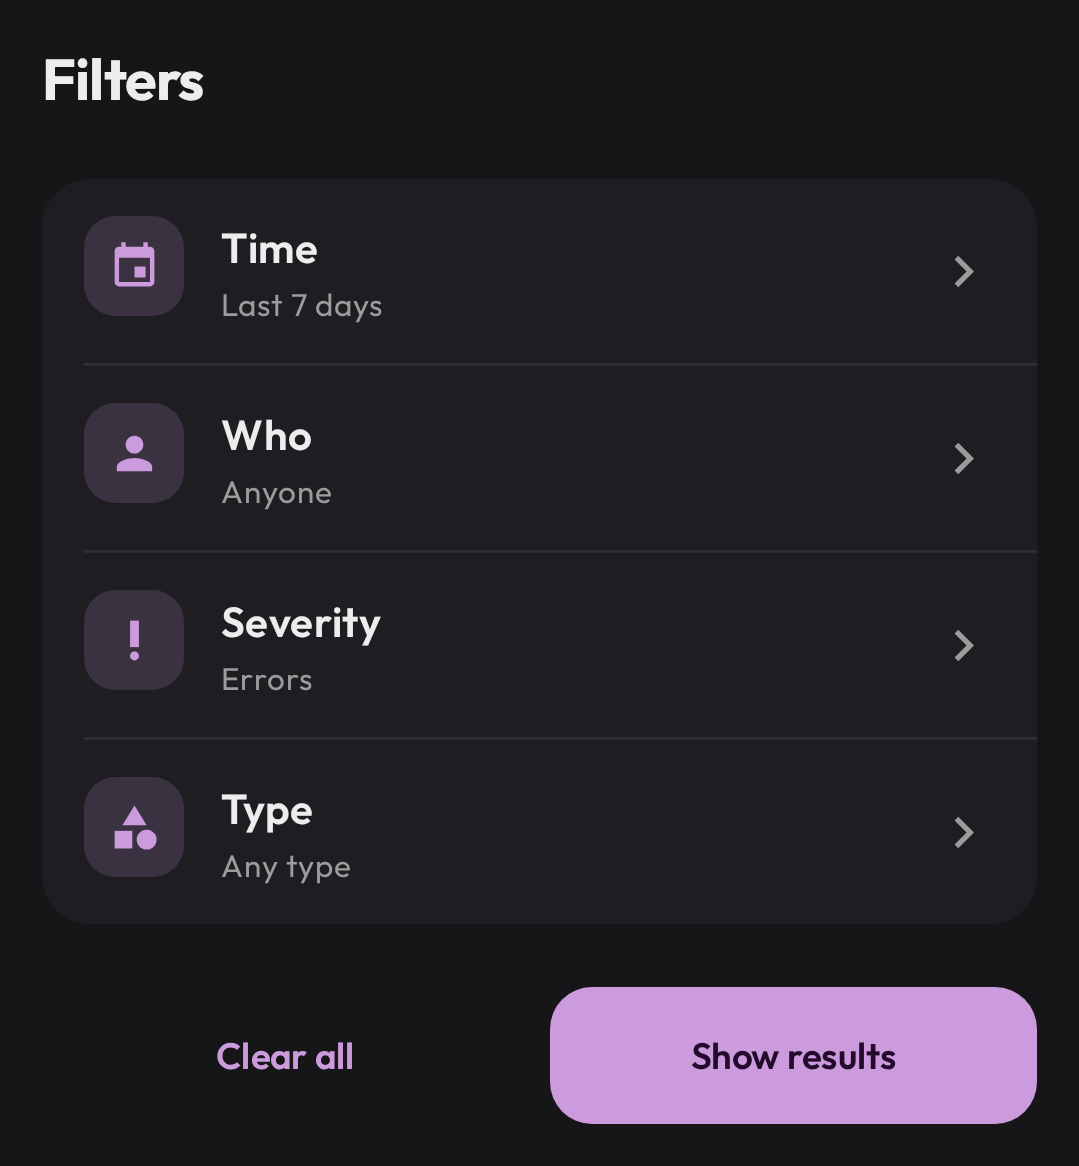 Filters
Time
Last 7 days
Who
Anyone
Severity
Errors
Type
Any type
Clear all
Show results